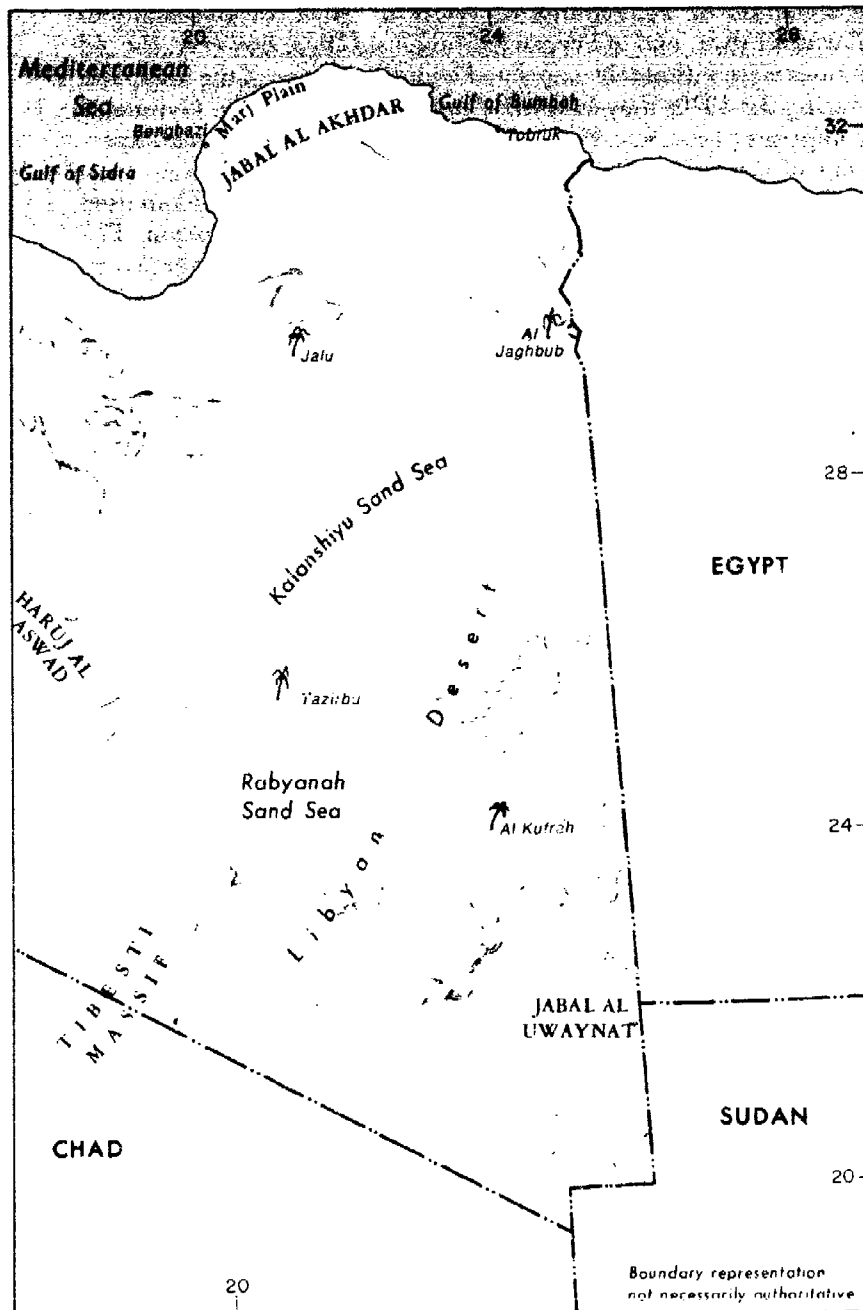 20 24 28
Mediterranean
Sea
Marj Plain
Gulf of Bumbah
Benghazi
JABAL AL AKHDAR
Tobruk
32
Gulf of Sidra
Jalu
Al
Jaghbub
28
Kalanshiyu Sand Sea
EGYPT
HARUJ AL
ASWAD
Desert
Tazirbu
Rabyanah
Sand Sea
24
Al Kufrah
Libyan
TIBESTI
MASSIF
JABAL AL
UWAYNAT
SUDAN
CHAD
20
20
Boundary representation
not necessarily authoritative